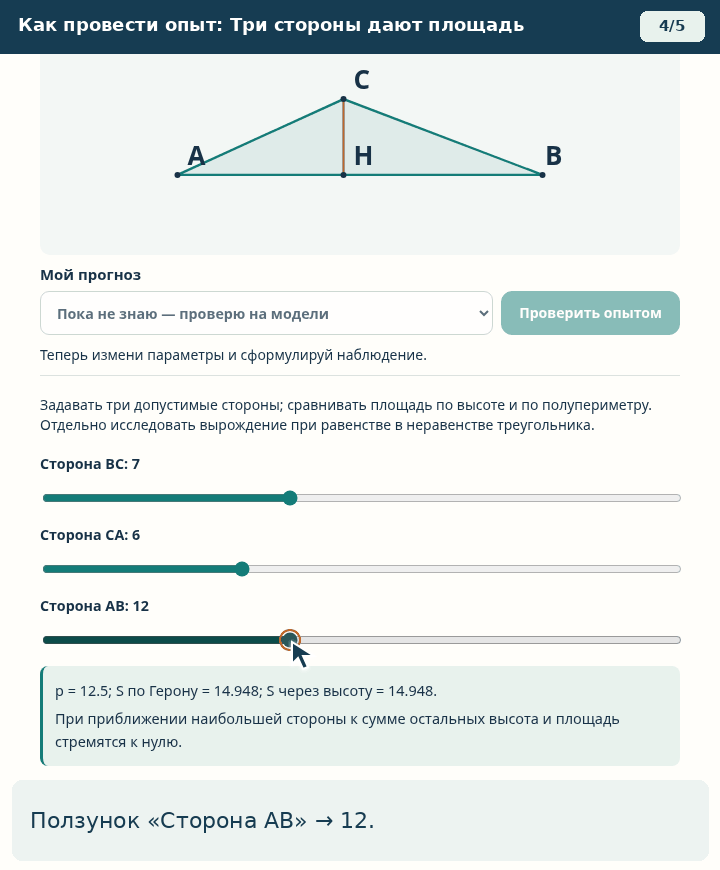 Как провести опыт: Три стороны дают площадь
4/5
C
A
H
B
Мой прогноз
Пока не знаю — проверю на модели
Проверить опытом
Теперь измени параметры и сформулируй наблюдение.
Задавать три допустимые стороны; сравнивать площадь по высоте и по полупериметру.
Отдельно исследовать вырождение при равенстве в неравенстве треугольника.
Сторона BC: 7
Сторона CA: 6
Сторона AB: 12
p = 12.5; S по Герону = 14.948; S через высоту = 14.948.
При приближении наибольшей стороны к сумме остальных высота и площадь
стремятся к нулю.
Ползунок «Сторона AB» → 12.